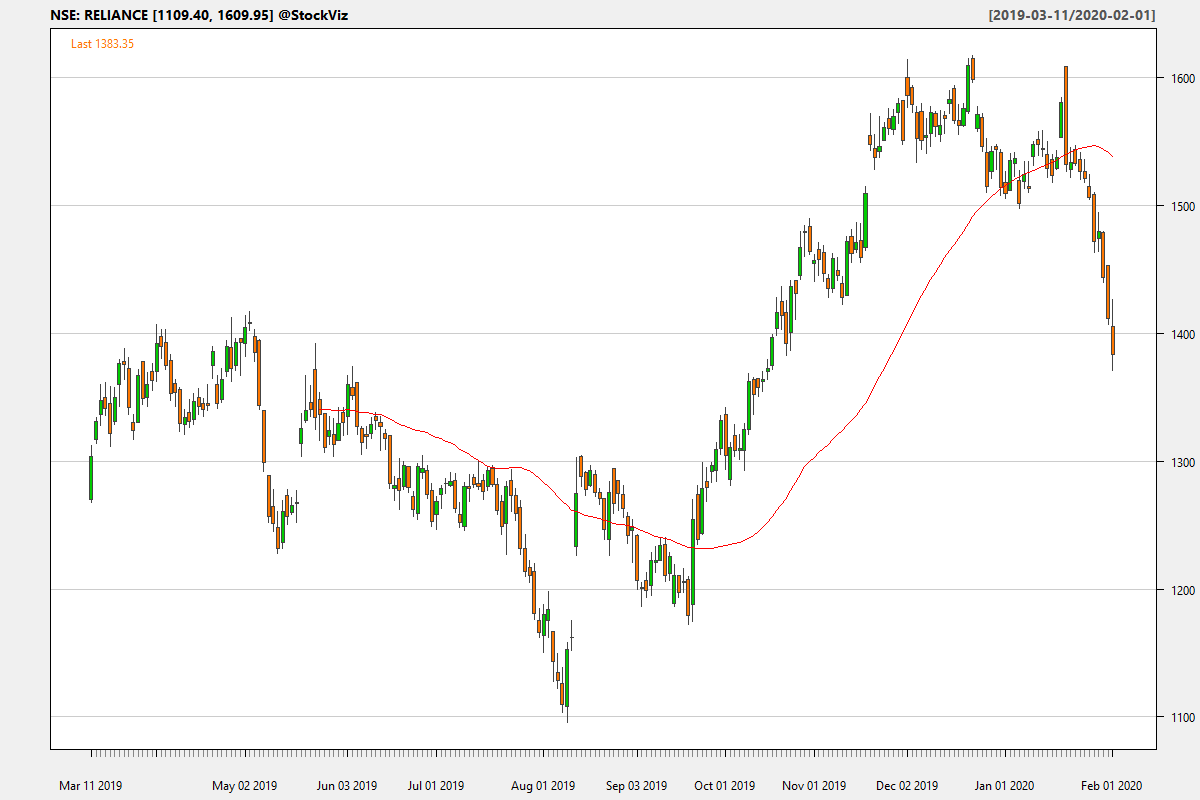 NSE: RELIANCE [1109.40, 1609.95] @StockViz
[2019-03-11/2020-02-01]
Last 1383.35
1600
1500
1400
1300
1200
1100
Mar 11 2019 May 02 2019 Jun 03 2019 Jul 01 2019 Aug 01 2019 Sep 03 2019 Oct 01 2019 Nov 01 2019 Dec 02 2019 Jan 01 2020 Feb 01 2020